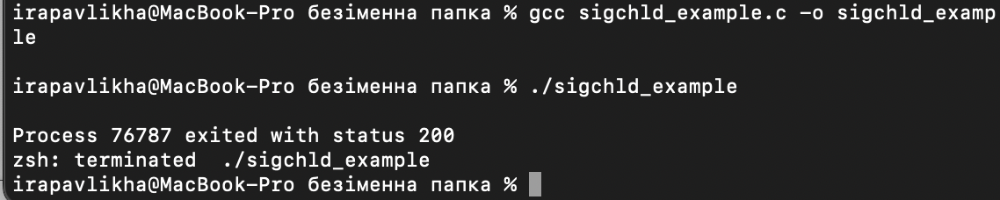 irapavlikha@MacBook-Pro безіменна папка % gcc sigchld_example.c -o sigchld_examp
le
irapavlikha@MacBook-Pro безіменна папка % ./sigchld_example
Process 76787 exited with status 200
zsh: terminated  ./sigchld_example
irapavlikha@MacBook-Pro безіменна папка %